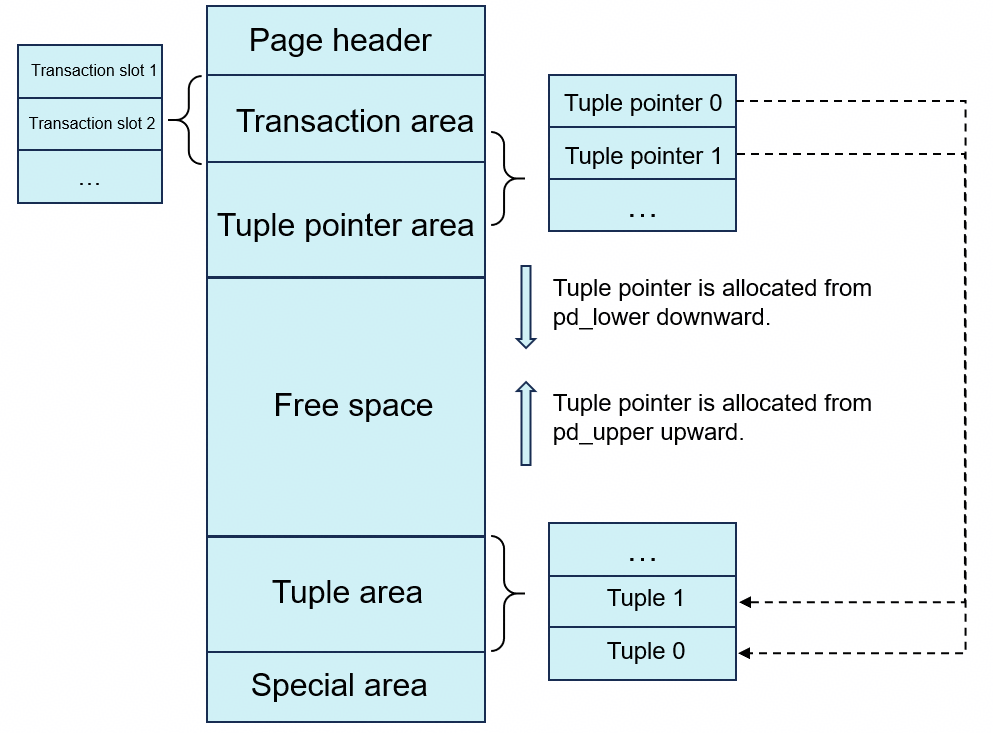 Transaction slot 1
Transaction slot 2
...
Page header
Transaction area
Tuple pointer area
Free space
Tuple area
Special area
Tuple pointer 0
Tuple pointer 1
...
Tuple pointer is allocated from
pd_lower downward.
Tuple pointer is allocated from
pd_upper upward.
...
Tuple 1
Tuple 0